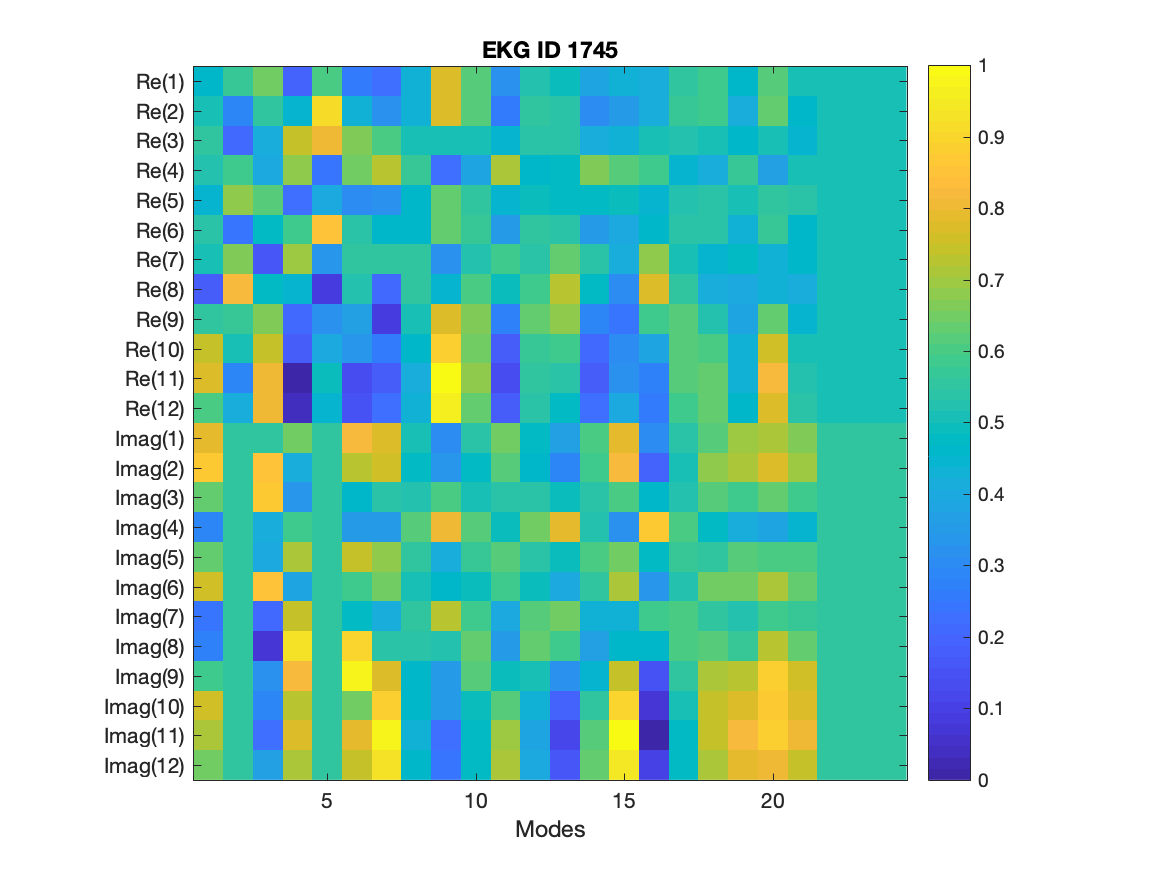 EKG ID 1745
Re(1)
Re(2)
Re(3)
Re(4)
Re(5)
Re(6)
Re(7)
Re(8)
Re(9)
Re(10)
Re(11)
Re(12)
Imag(1)
Imag(2)
Imag(3)
Imag(4)
Imag(5)
Imag(6)
Imag(7)
Imag(8)
Imag(9)
Imag(10)
Imag(11)
Imag(12)
5 10 15 20
Modes
1
0.9
0.8
0.7
0.6
0.5
0.4
0.3
0.2
0.1
0